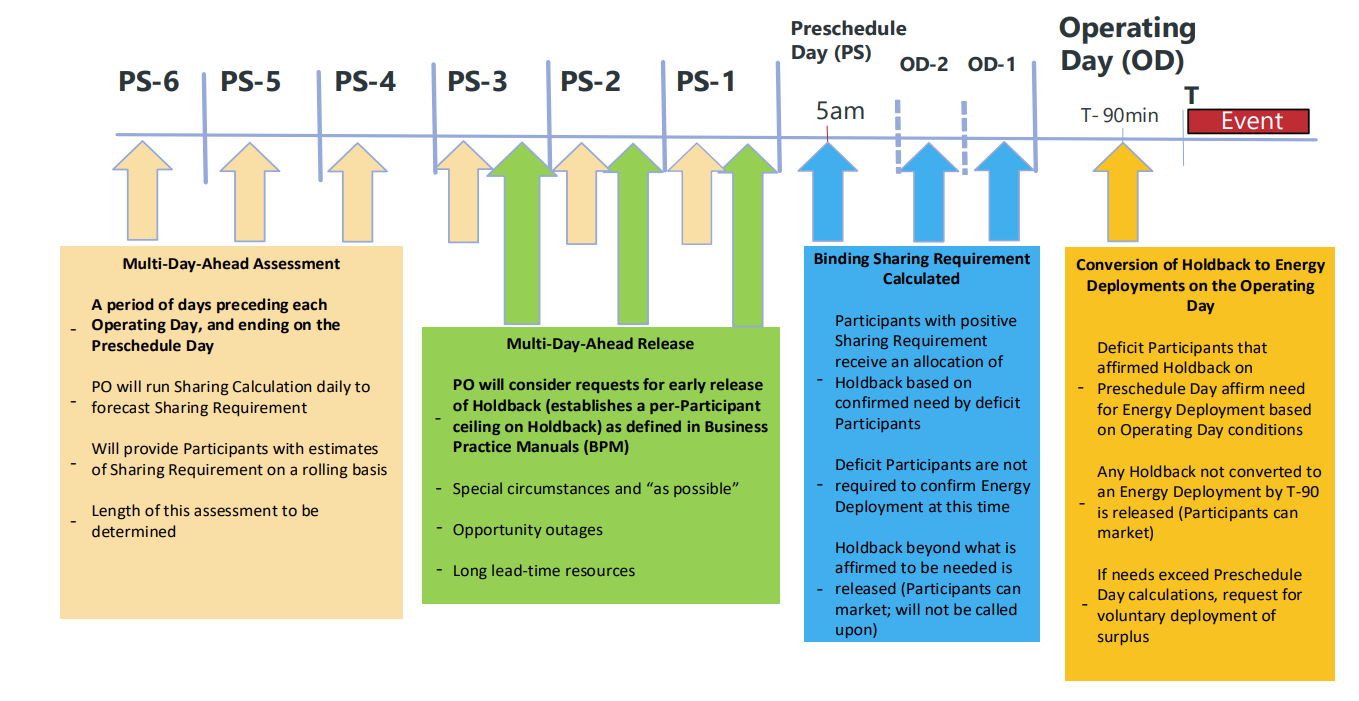 PS-6
PS-5
PS-4
PS-3
PS-2
PS-1
Preschedule
Day (PS)
OD-2
OD-1
Operating
Day (OD)
5am
T- 90min
T
Event
Multi-Day-Ahead Assessment
- A period of days preceding each
Operating Day, and ending on the
Preschedule Day
- PO will run Sharing Calculation daily to
forecast Sharing Requirement
- Will provide Participants with estimates
of Sharing Requirement on a rolling basis
- Length of this assessment to be
determined
Multi-Day-Ahead Release
- PO will consider requests for early release
of Holdback (establishes a per-Participant
ceiling on Holdback) as defined in Business
Practice Manuals (BPM)
- Special circumstances and “as possible”
- Opportunity outages
- Long lead-time resources
Binding Sharing Requirement
Calculated
- Participants with positive
Sharing Requirement
receive an allocation of
Holdback based on
confirmed need by deficit
Participants
- Deficit Participants are not
required to confirm Energy
Deployment at this time
- Holdback beyond what is
affirmed to be needed is
released (Participants can
market; will not be called
upon)
Conversion of Holdback to Energy
Deployments on the Operating
Day
- Deficit Participants that
affirmed Holdback on
Preschedule Day affirm need
for Energy Deployment based
on Operating Day conditions
- Any Holdback not converted to
an Energy Deployment by T-90
is released (Participants can
market)
- If needs exceed Preschedule
Day calculations, request for
voluntary deployment of
surplus